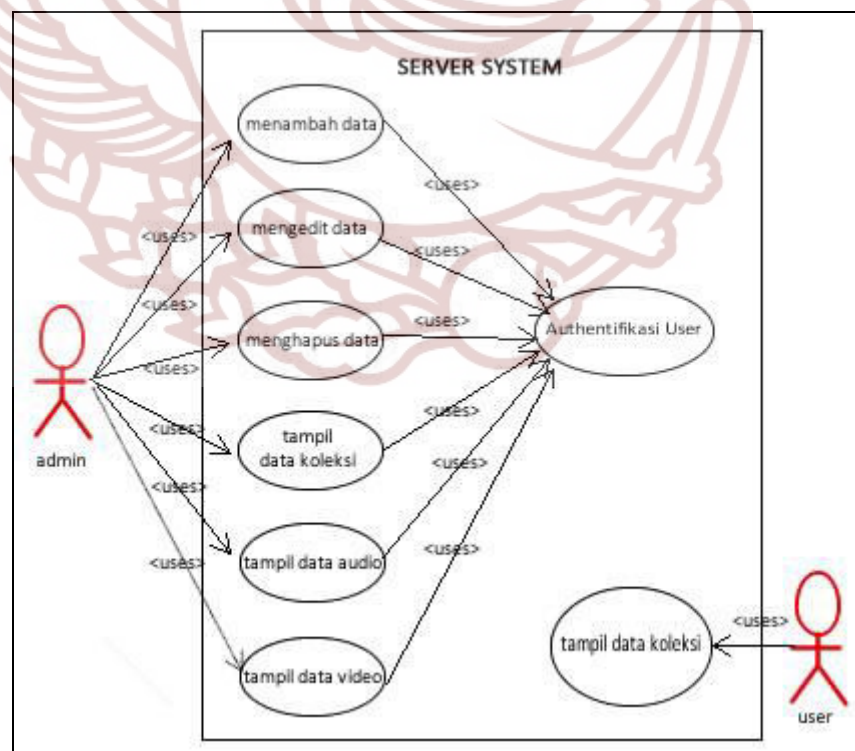 SERVER SYSTEM
menambah data
<uses>
mengedit data
<uses>
<uses>
<uses>
menghapus data
<uses>
Authentifikasi User
<uses>
admin
tampil
data koleksi
<uses>
<uses>
<uses>
<uses>
tampil data audio
<uses>
<uses>
tampil data koleksi
<uses>
tampil data video
user